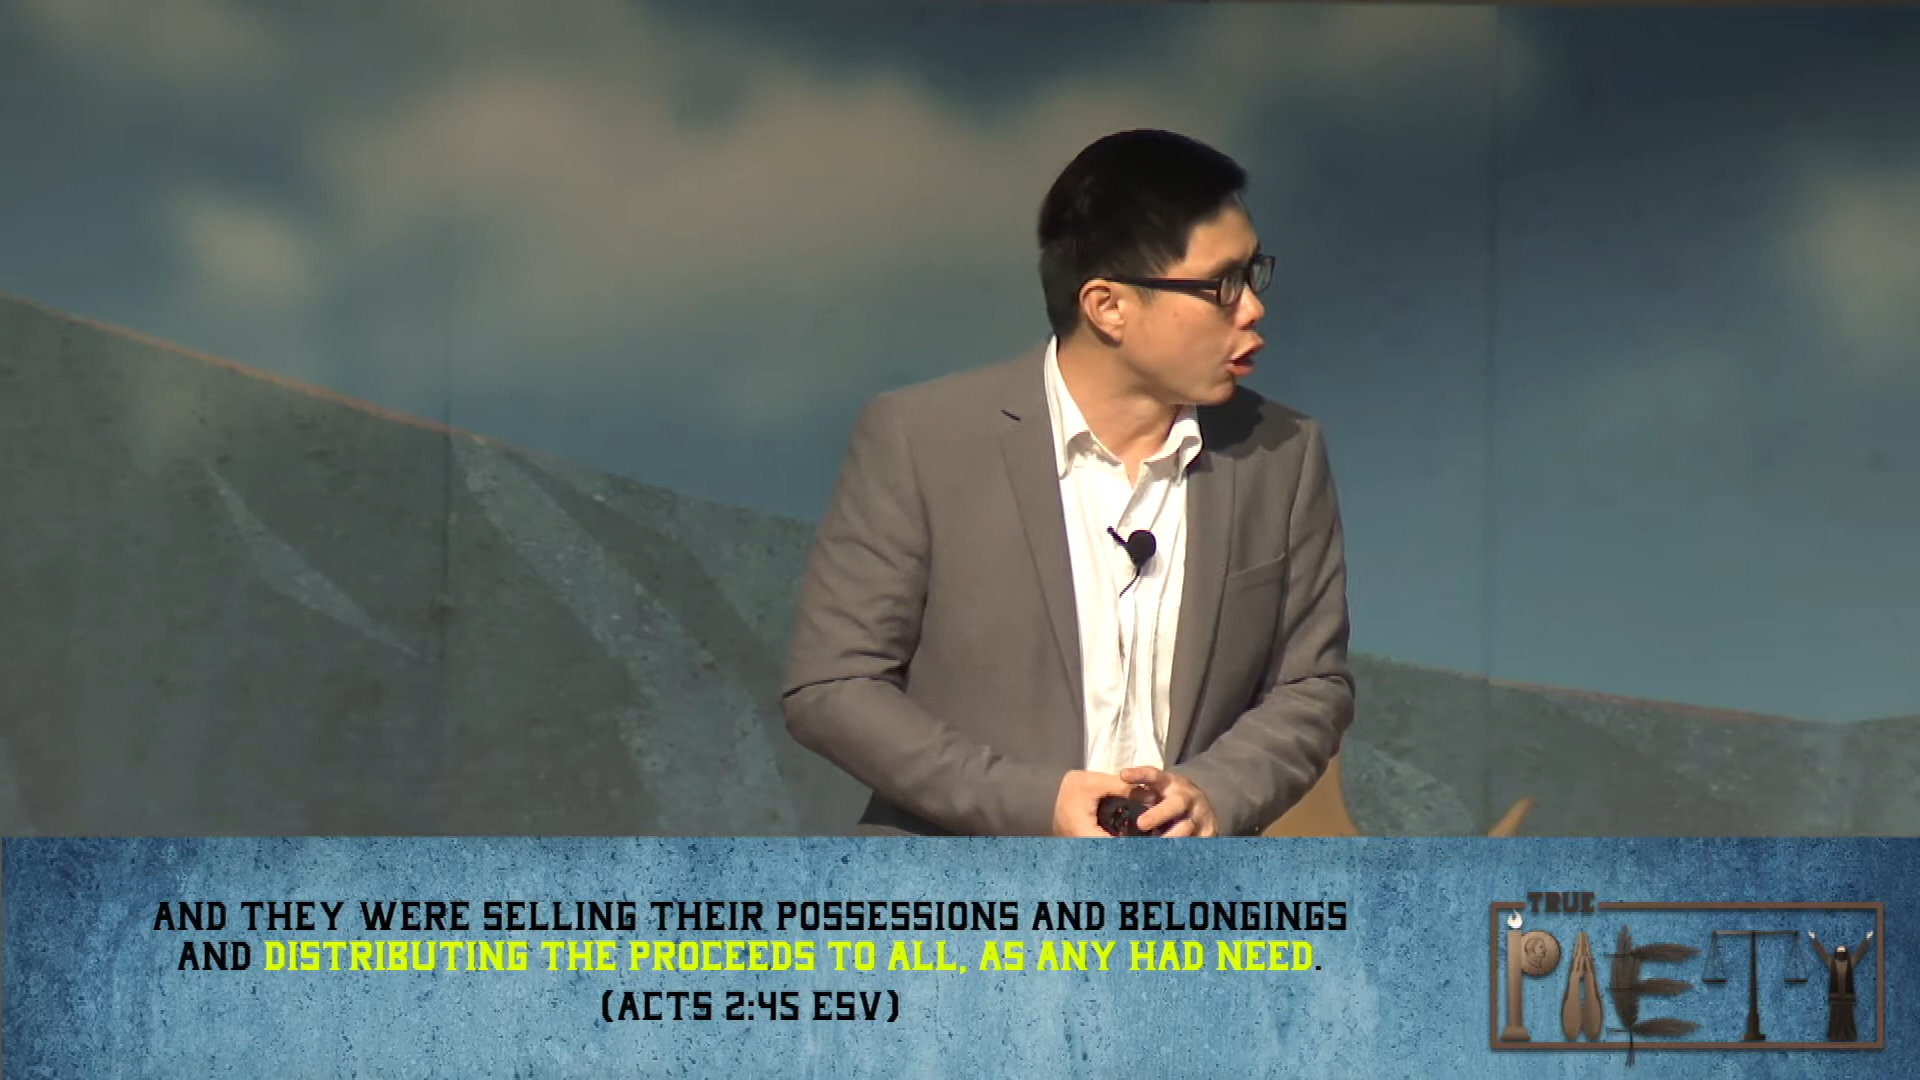 AND THEY WERE SELLING THEIR POSSESSIONS AND BELONGINGS
AND DISTRIBUTING THE PROCEEDS TO ALL, AS ANY HAD NEED.
(ACTS 2:45 ESV)
TRUE
PIETY